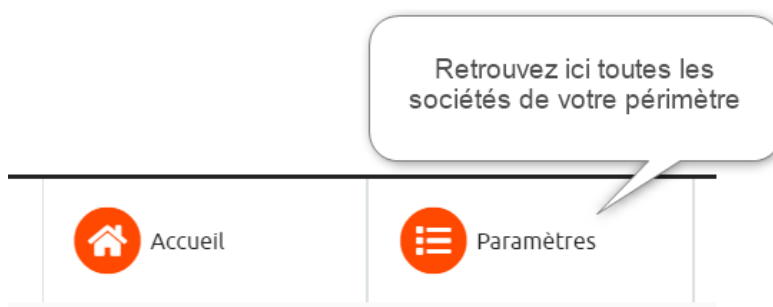 Retrouvez ici toutes les
sociétés de votre périmètre
Accueil
Paramètres